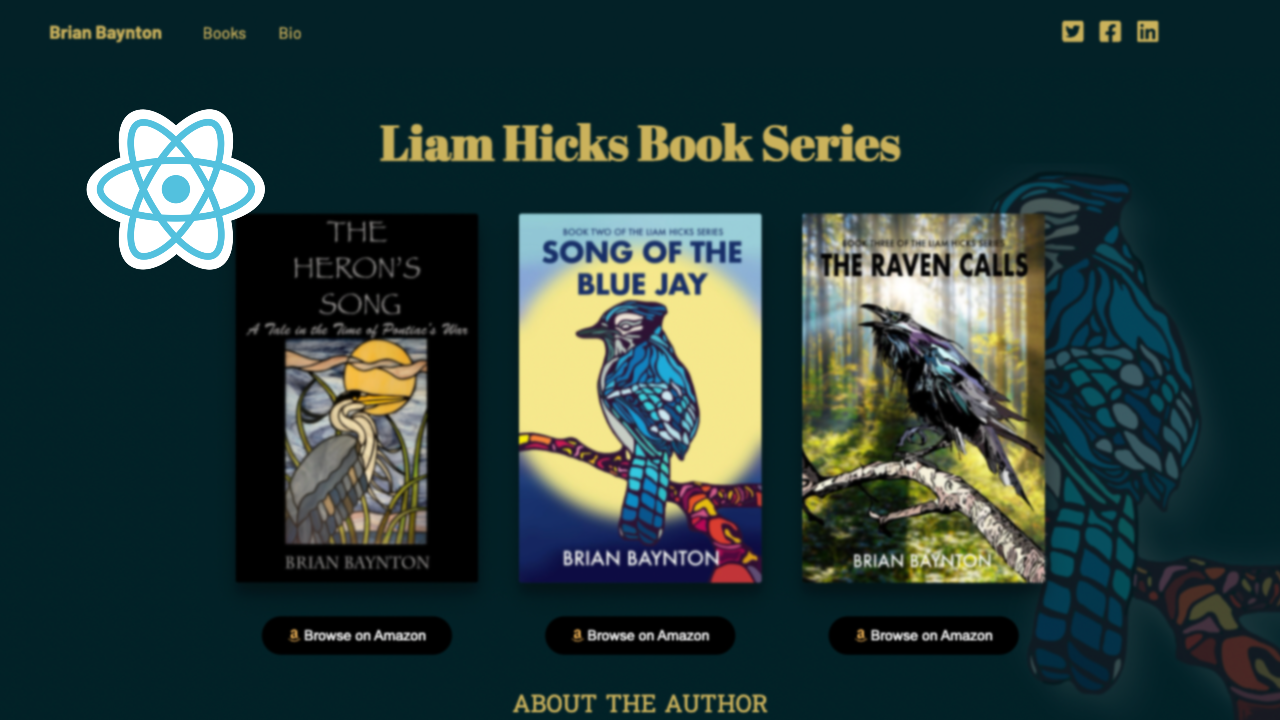 Brian Baynton Books Bio
Liam Hicks Book Series
THE
HERON'S
SONG
A Tale in the Time of Pontiac's War
BRIAN BAYNTON
BOOK TWO OF THE LIAM HICKS SERIES
SONG OF THE
BLUE JAY
BRIAN BAYNTON
BOOK THREE OF THE LIAM HICKS SERIES
THE RAVEN CALLS
BRIAN BAYNTON
Browse on Amazon
Browse on Amazon
Browse on Amazon
ABOUT THE AUTHOR